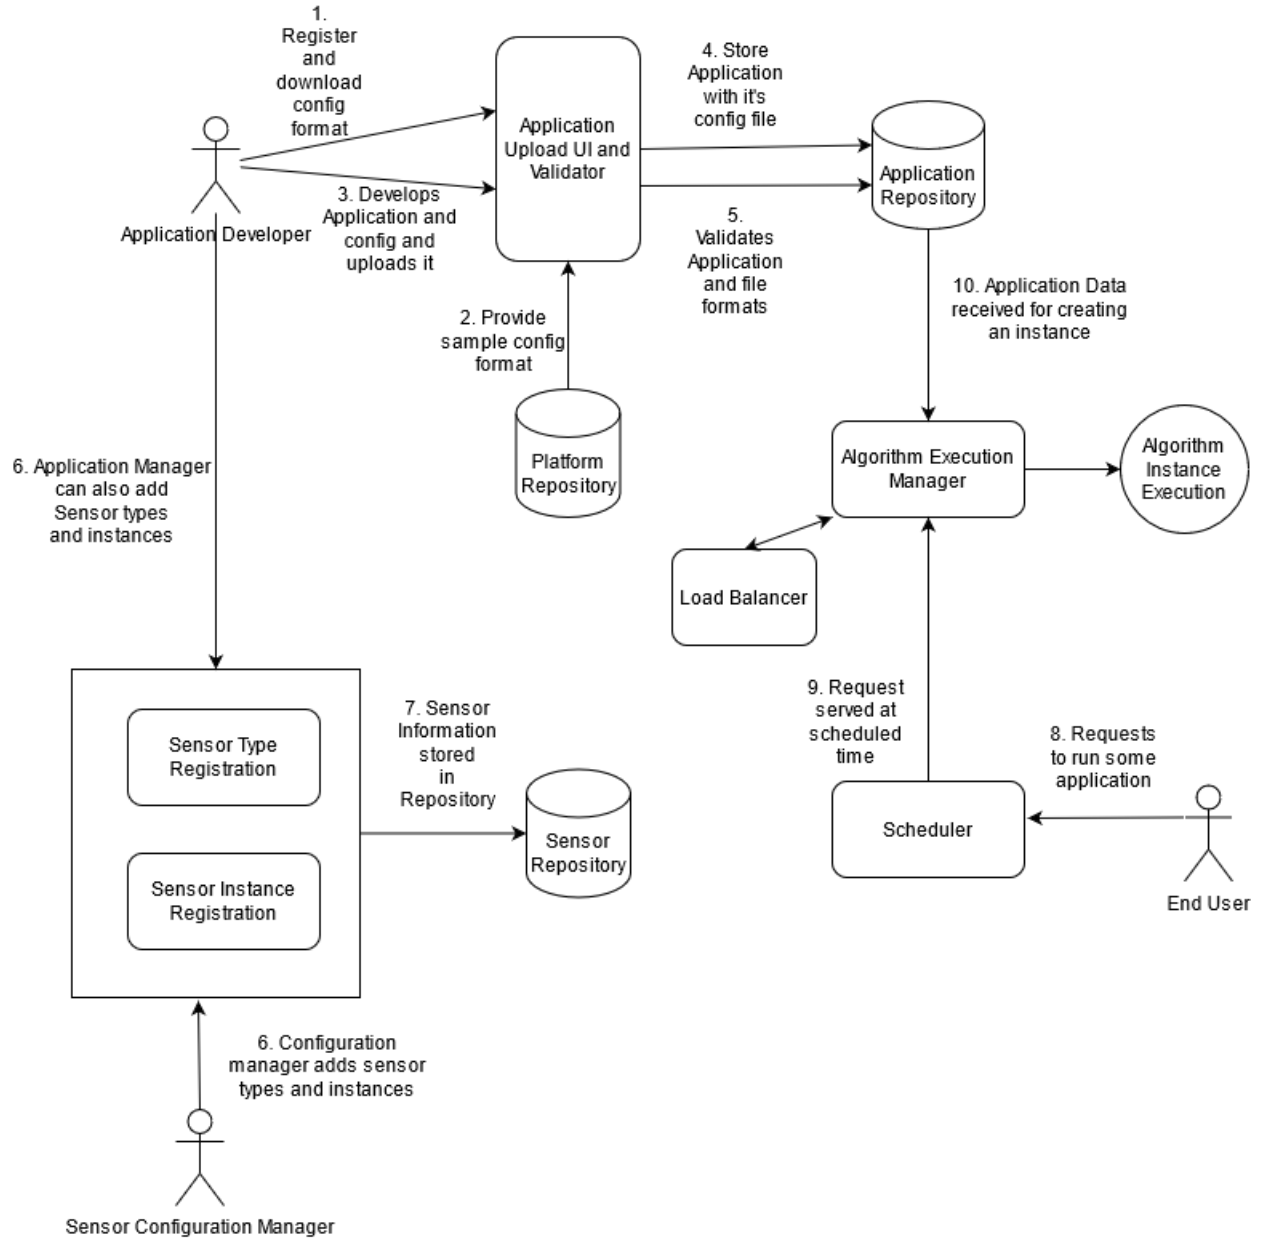 1.
Register
and
download
config
format
Application
Upload UI and
Validator
4. Store
Application
with it's
config file
Application
Repository
Application Developer
3. Develops
Application and
config and
uploads it
5.
Validates
Application
and file
formats
2. Provide
sample config
format
Platform
Repository
10. Application Data
received for creating
an instance
Algorithm Execution
Manager
Algorithm
Instance
Execution
Load Balancer
6. Application Manager
can also add
Sensor types
and instances
Sensor Type
Registration
Sensor Instance
Registration
7. Sensor
Information
stored
in
Repository
Sensor
Repository
9. Request
served at
scheduled
time
8. Requests
to run some
application
Scheduler
End User
6. Configuration
manager adds sensor
types and instances
Sensor Configuration Manager